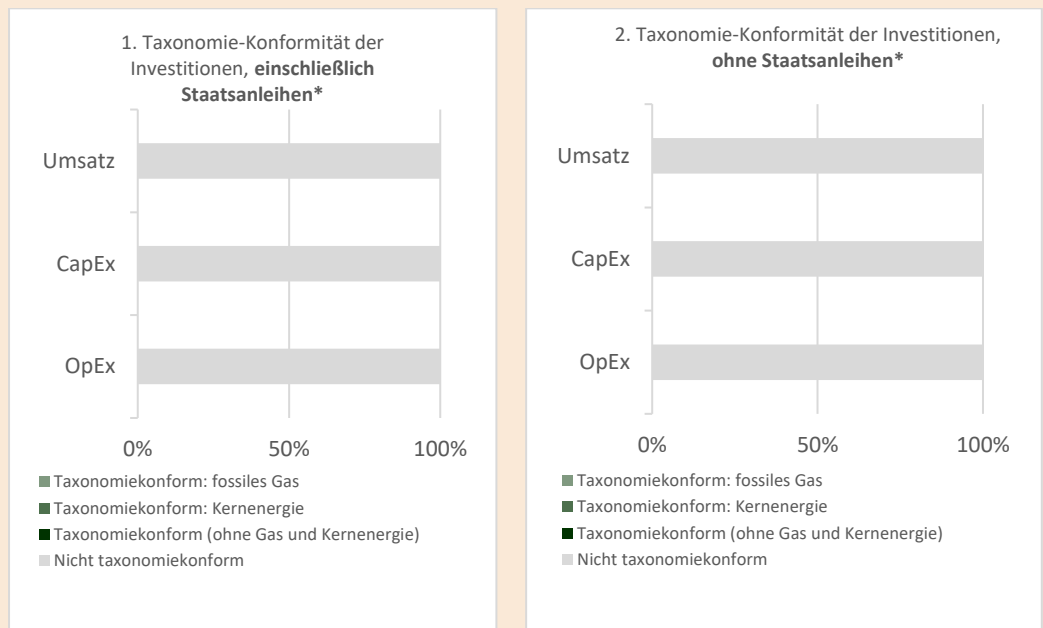 1. Taxonomie-Konformität der
Investitionen, einschließlich
Staatsanleihen*
Umsatz
CapEx
OpEx
0%
50%
100%
Taxonomiekonform: fossiles Gas
Taxonomiekonform: Kernenergie
Taxonomiekonform (ohne Gas und Kernenergie)
Nicht taxonomiekonform
2. Taxonomie-Konformität der Investitionen,
ohne Staatsanleihen*
Umsatz
CapEx
OpEx
0%
50%
100%
Taxonomiekonform: fossiles Gas
Taxonomiekonform: Kernenergie
Taxonomiekonform (ohne Gas und Kernenergie)
Nicht taxonomiekonform